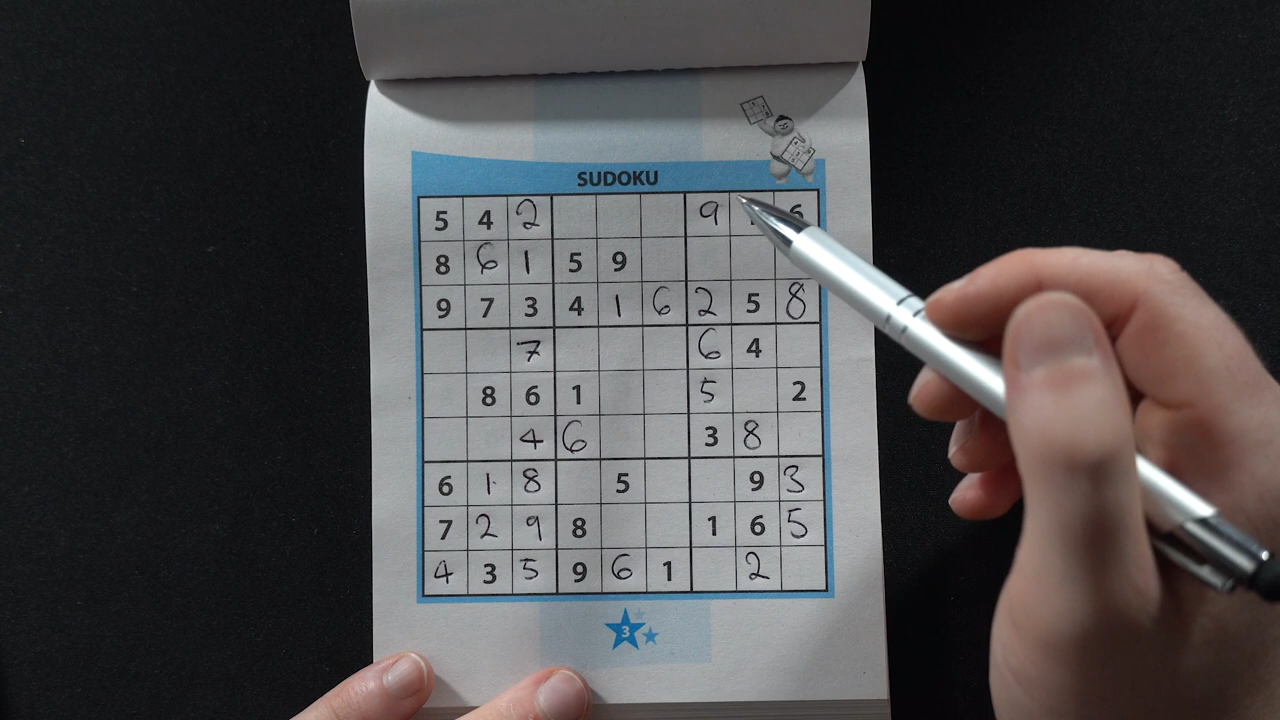 SUDOKU
5 4 2 9 6
8 6 1 5 9
9 7 3 4 1 6 2 5 8
7 6 4
8 6 1 5 2
4 6 3 8
6 1 8 5 9 3
7 2 9 8 1 6 5
4 3 5 9 6 1 2
3